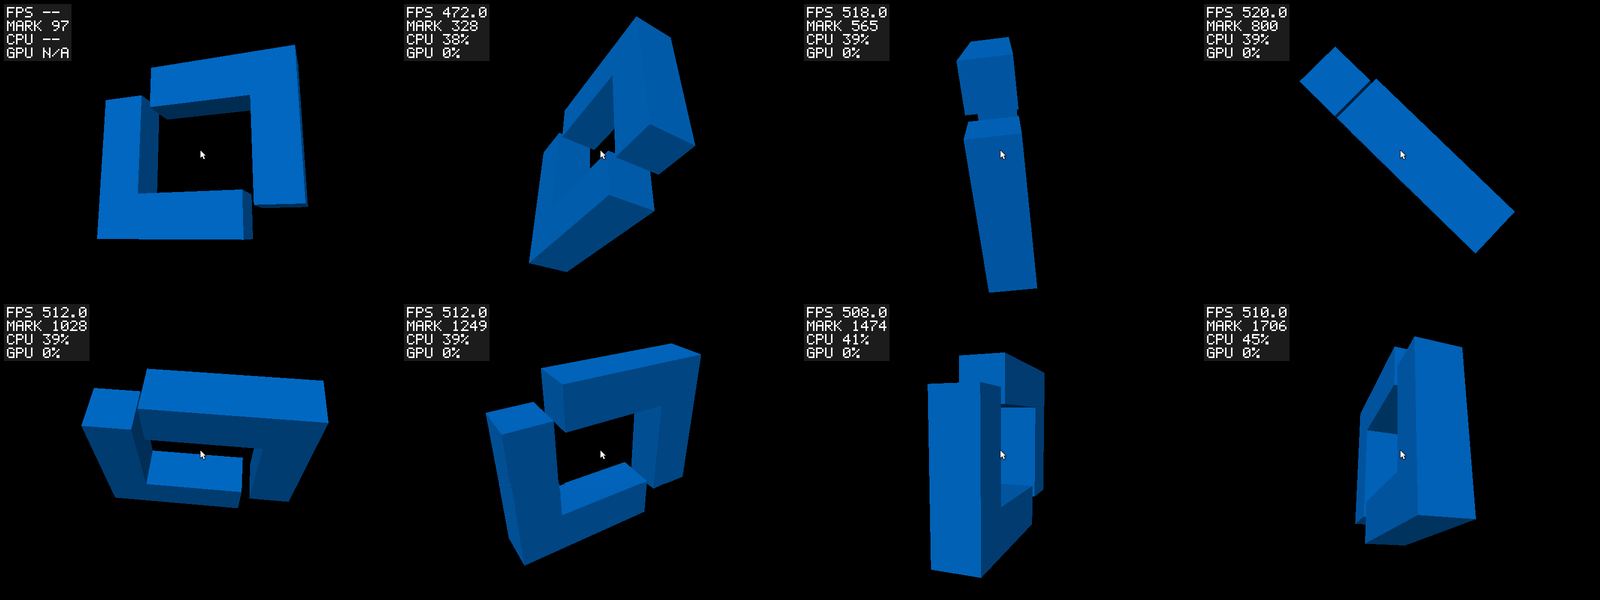 FPS --
MARK 97
CPU --
GPU N/A
FPS 472.0
MARK 328
CPU 38%
GPU 0%
FPS 518.0
MARK 565
CPU 39%
GPU 0%
FPS 520.0
MARK 800
CPU 39%
GPU 0%
FPS 512.0
MARK 1028
CPU 39%
GPU 0%
FPS 512.0
MARK 1249
CPU 39%
GPU 0%
FPS 508.0
MARK 1474
CPU 41%
GPU 0%
FPS 510.0
MARK 1706
CPU 45%
GPU 0%